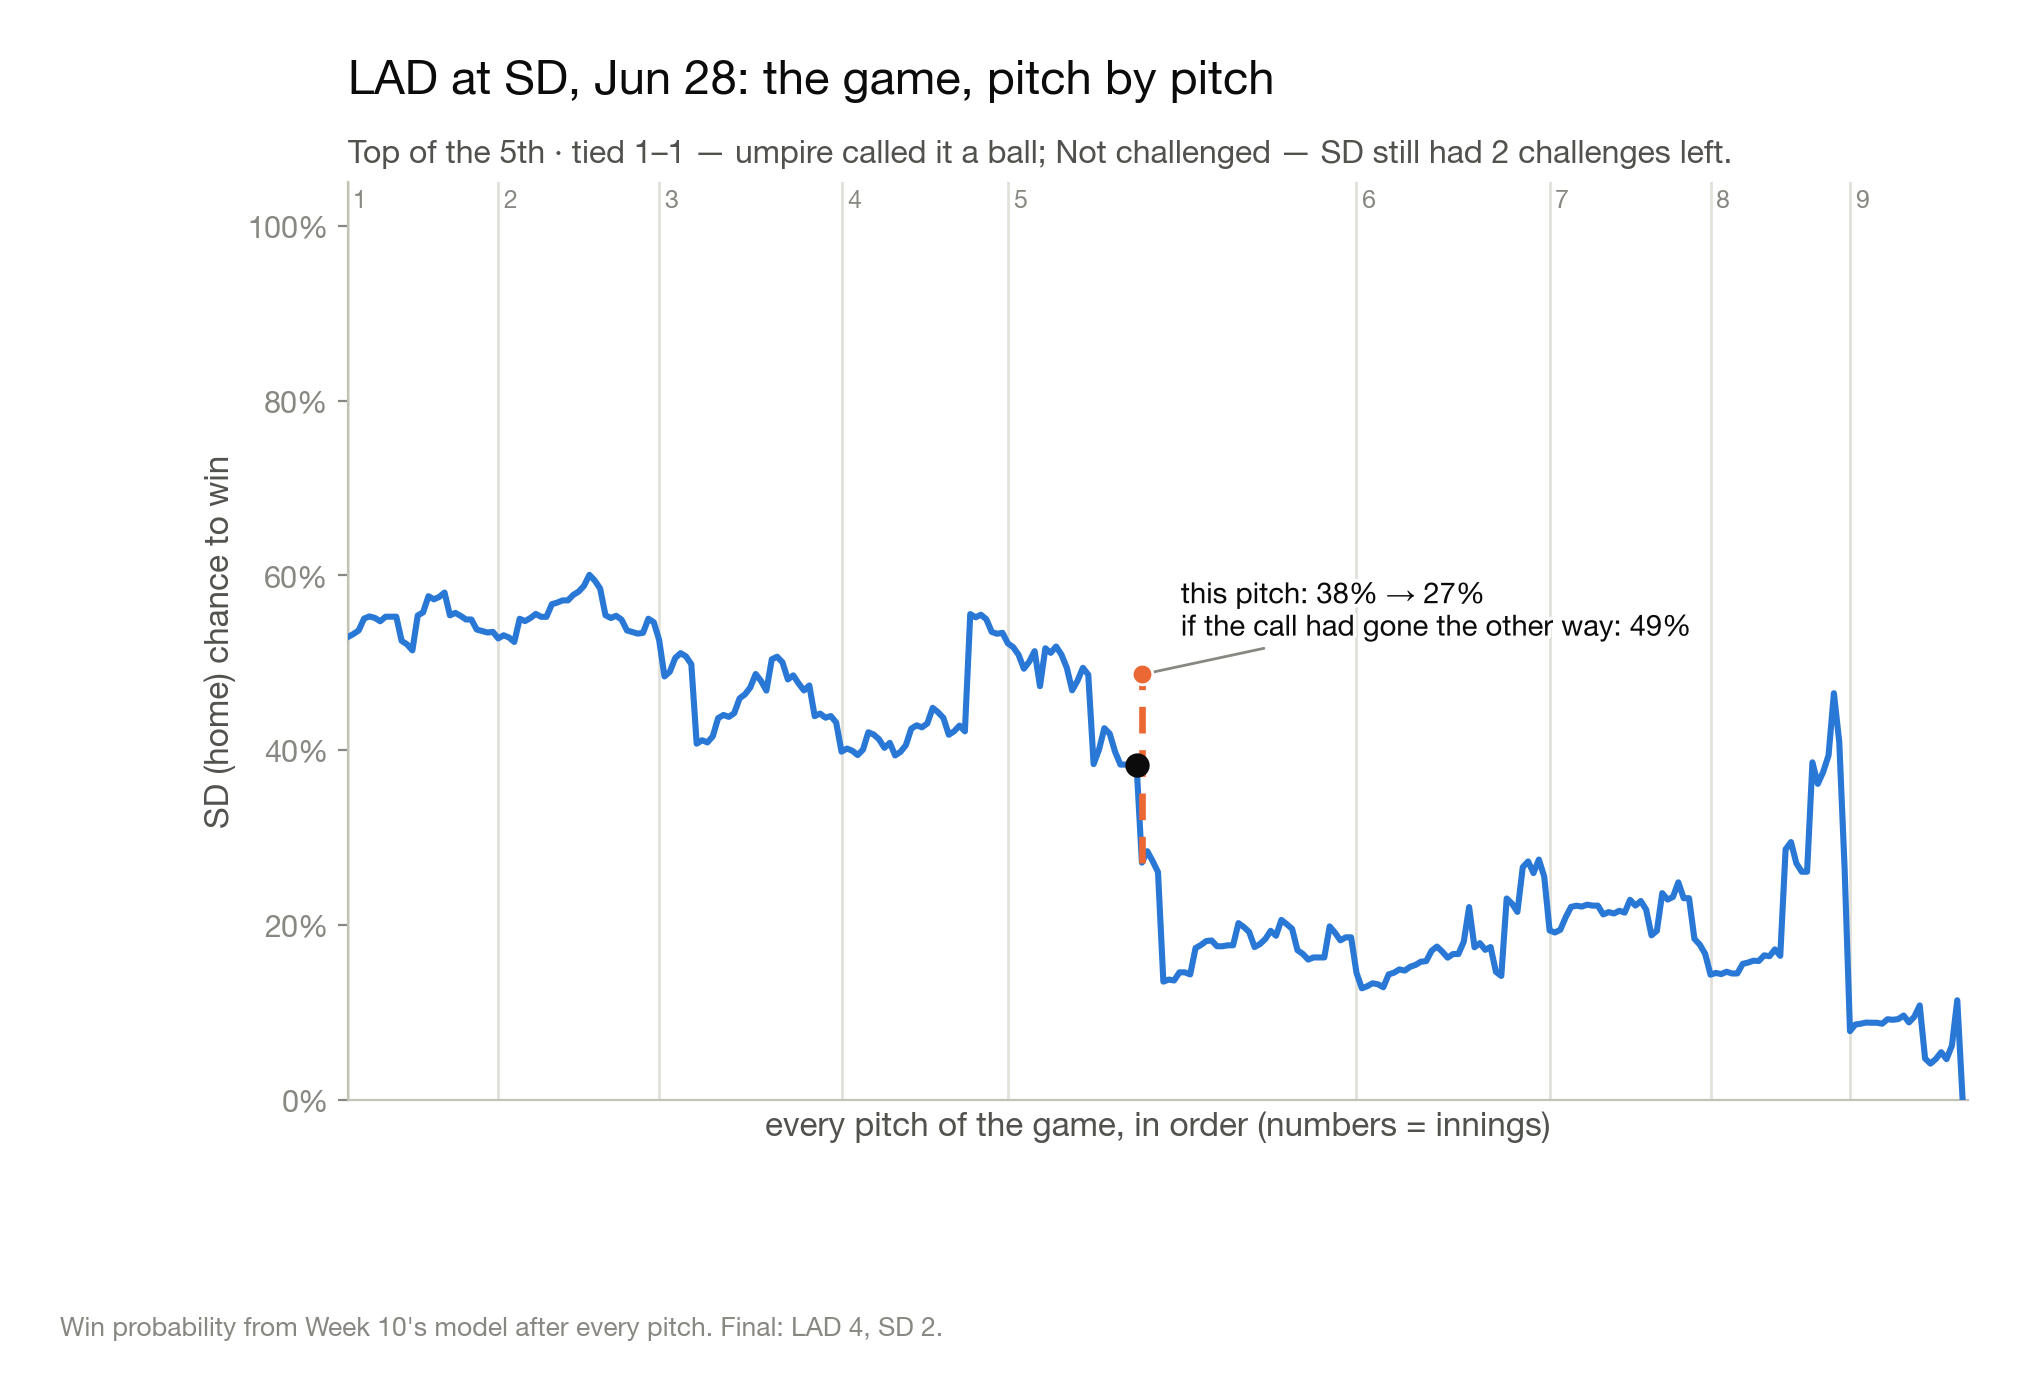 LAD at SD, Jun 28: the game, pitch by pitch
Top of the 5th · tied 1–1 — umpire called it a ball; Not challenged — SD still had 2 challenges left.
1 2 3 4 5 6 7 8 9
100%
80%
60%
40%
20%
0%
SD (home) chance to win
this pitch: 38% → 27%
if the call had gone the other way: 49%
every pitch of the game, in order (numbers = innings)
Win probability from Week 10's model after every pitch. Final: LAD 4, SD 2.